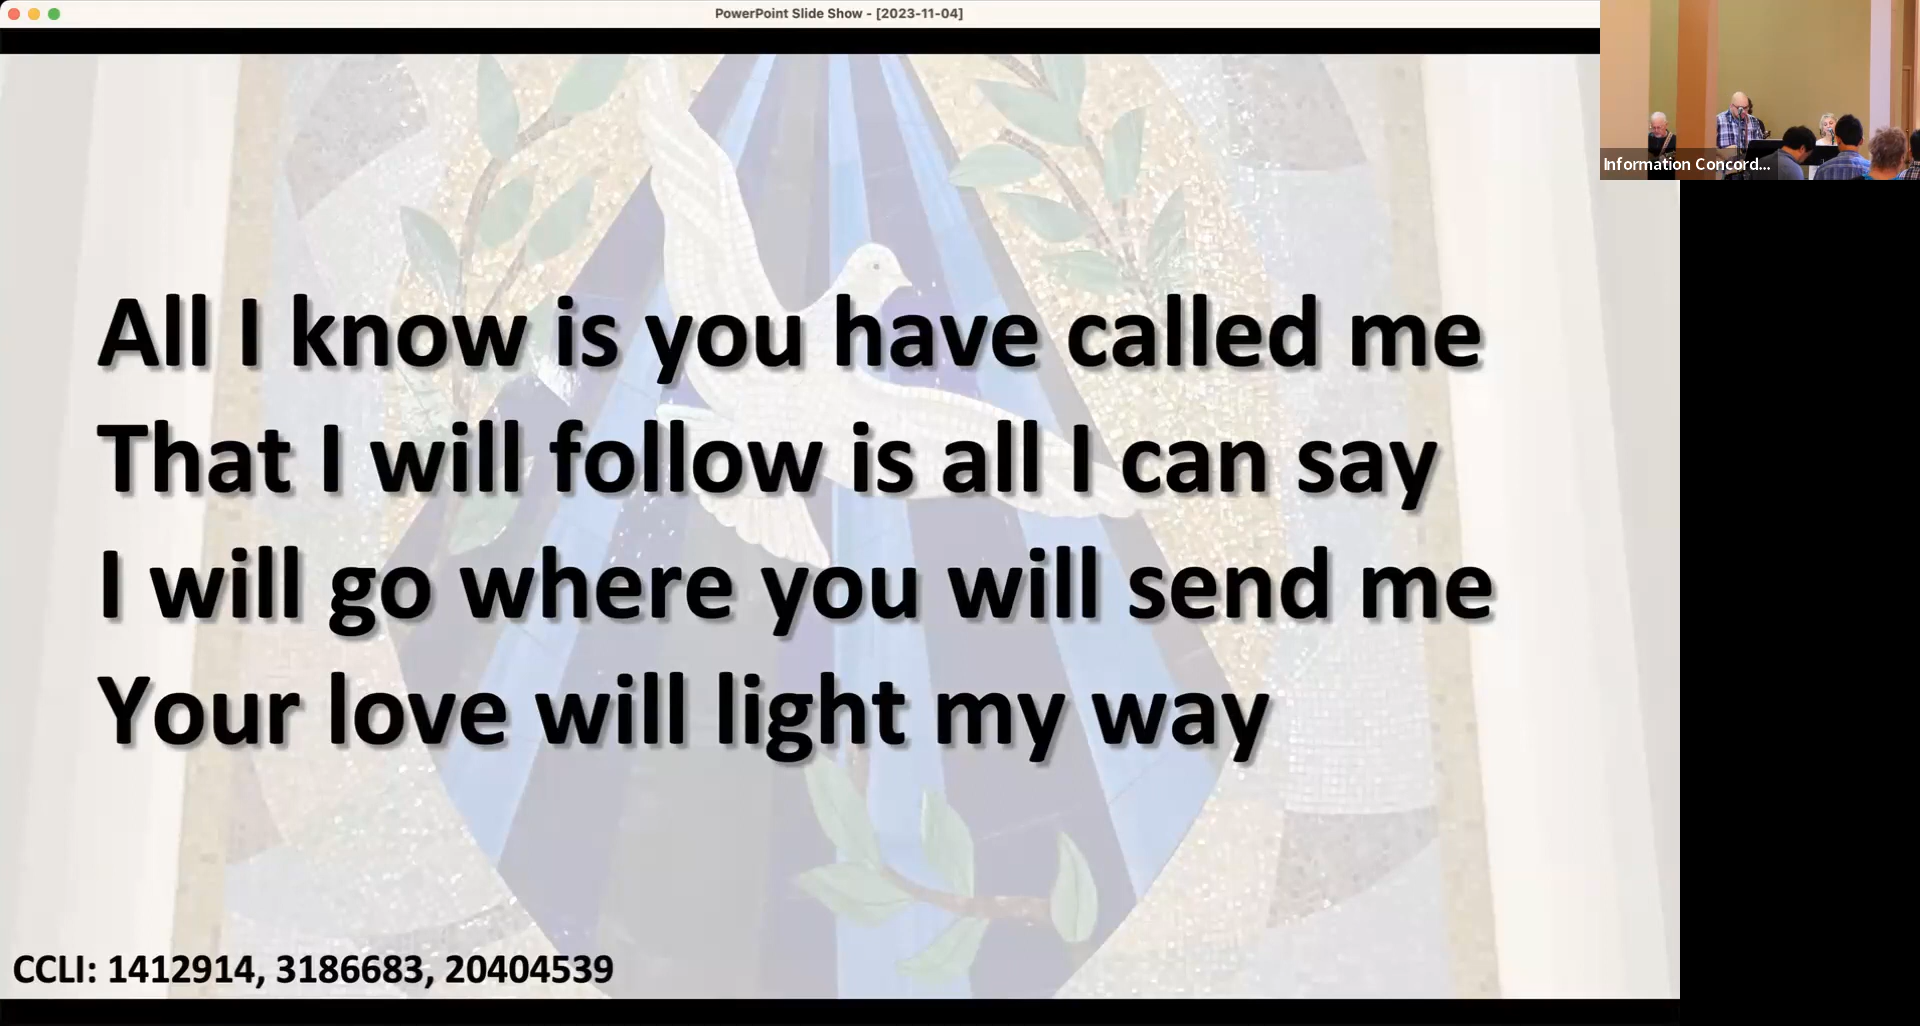 PowerPoint Slide Show - [2023-11-04]
Information Concord...
All I know is you have called me
That I will follow is all I can say
I will go where you will send me
Your love will light my way
CCLI: 1412914, 3186683, 20404539